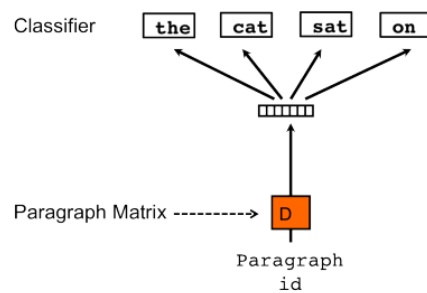 Classifier
the cat sat on
Paragraph Matrix
D
Paragraph
id